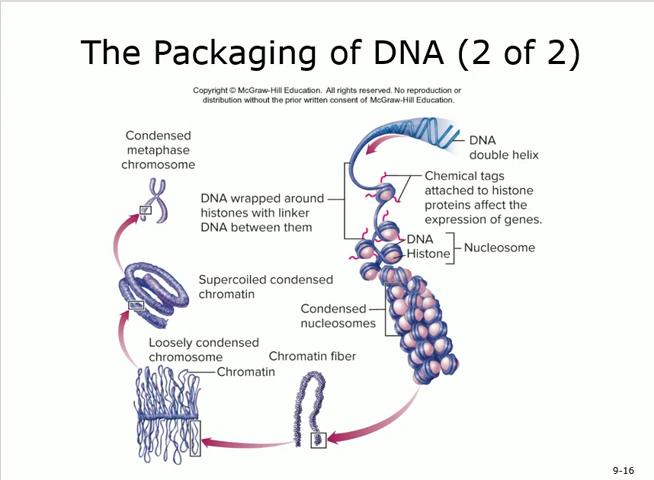 The Packaging of DNA (2 of 2)
Copyright © McGraw-Hill Education. All rights reserved. No reproduction or
distribution without the prior written consent of McGraw-Hill Education.
Condensed
metaphase
chromosome
DNA
double helix
Chemical tags
attached to histone
proteins affect the
expression of genes.
DNA wrapped around
histones with linker
DNA between them
DNA
Histone
Nucleosome
Supercoiled condensed
chromatin
Condensed
nucleosomes
Loosely condensed
chromosome
Chromatin
Chromatin fiber
9-16